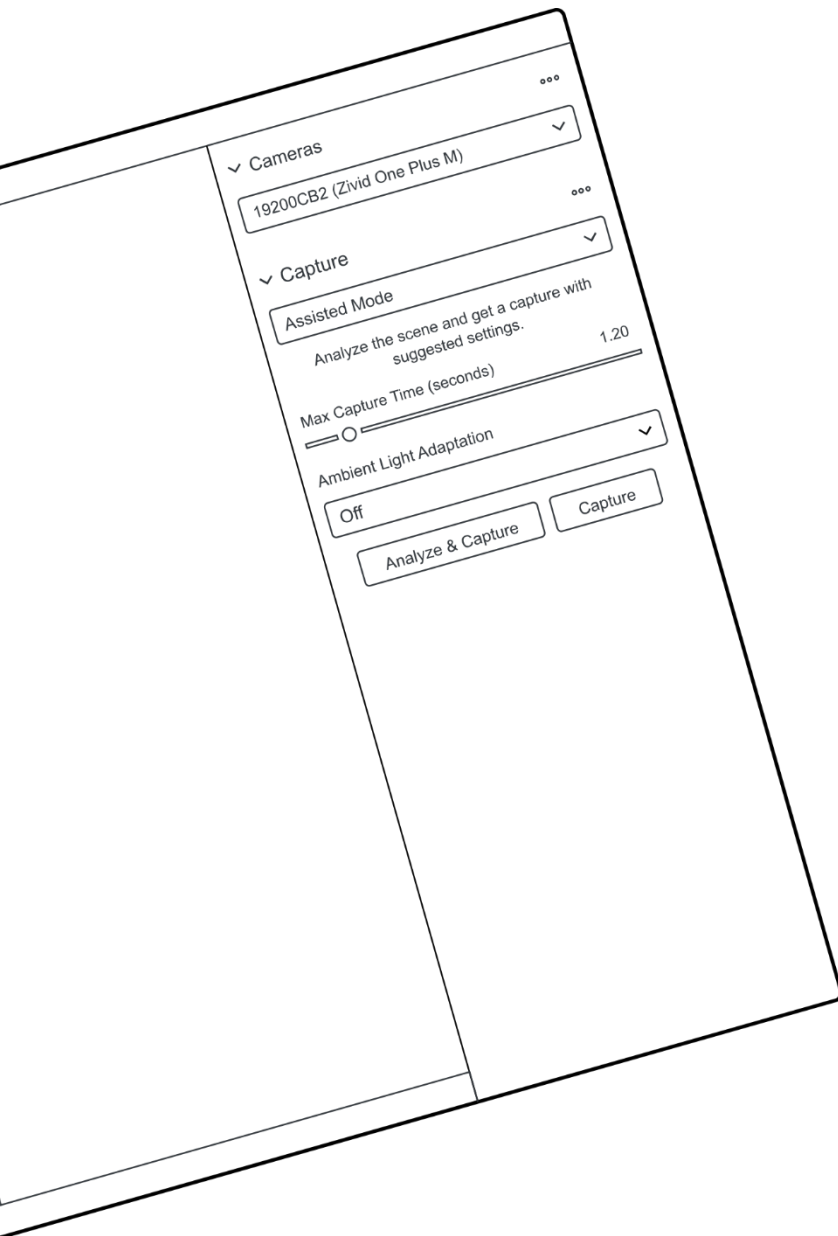 Cameras
19200CB2 (Zivid One Plus M)
Capture
Assisted Mode
Analyze the scene and get a capture with
suggested settings.
Max Capture Time (seconds) 1.20
Ambient Light Adaptation
Off
Analyze & Capture Capture